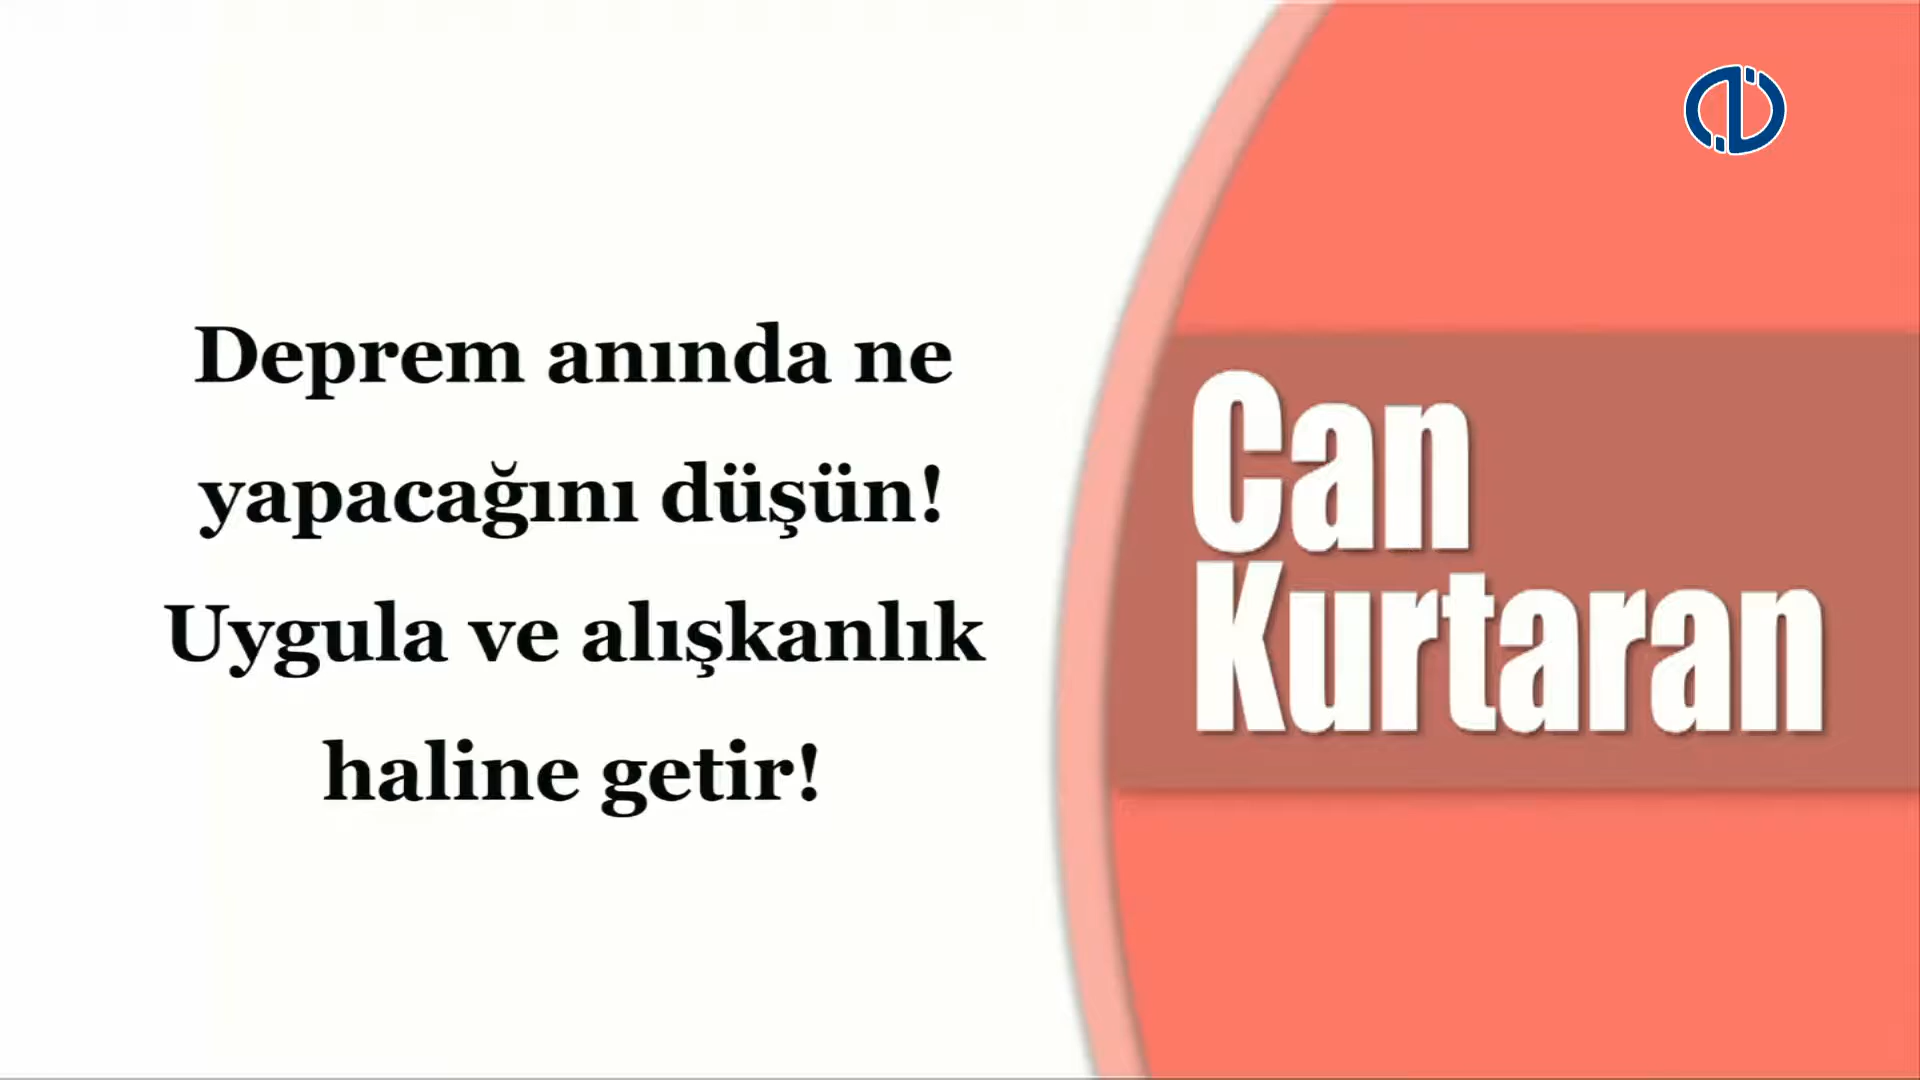 Deprem anında ne
yapacağını düşün!
Uygula ve alışkanlık
haline getir!
Can
Kurtaran